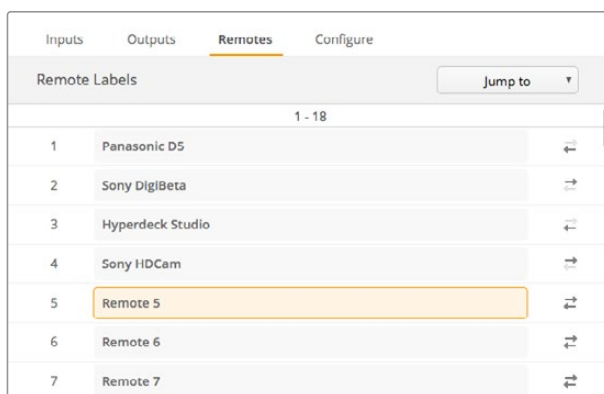 Inputs Outputs Remotes Configure
Remote Labels Jump to
1 - 18
1 Panasonic D5
2 Sony DigiBeta
3 Hyperdeck Studio
4 Sony HDCam
5 Remote 5
6 Remote 6
7 Remote 7